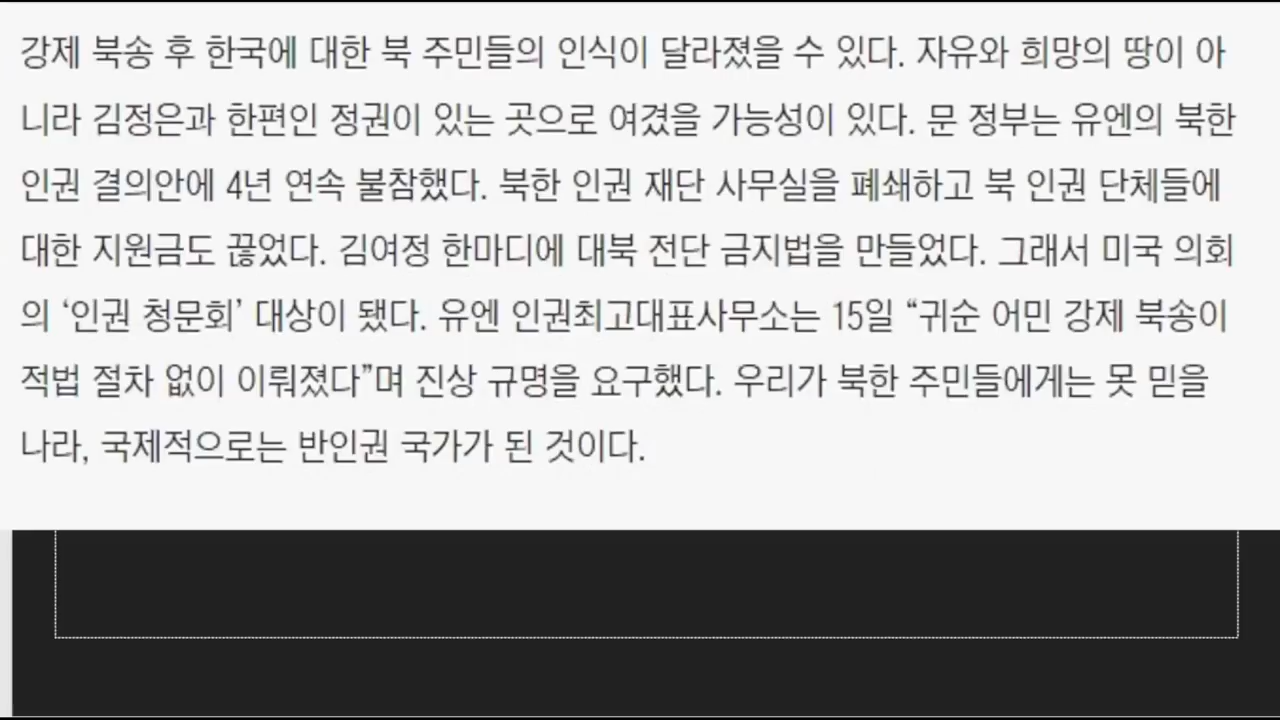 강제 북송 후 한국에 대한 북 주민들의 인식이 달라졌을 수 있다. 자유와 희망의 땅이 아
니라 김정은과 한편인 정권이 있는 곳으로 여겼을 가능성이 있다. 문 정부는 유엔의 북한
인권 결의안에 4년 연속 불참했다. 북한 인권 재단 사무실을 폐쇄하고 북 인권 단체들에
대한 지원금도 끊었다. 김여정 한마디에 대북 전단 금지법을 만들었다. 그래서 미국 의회
의 ‘인권 청문회’ 대상이 됐다. 유엔 인권최고대표사무소는 15일 “귀순 어민 강제 북송이
적법 절차 없이 이뤄졌다”며 진상 규명을 요구했다. 우리가 북한 주민들에게는 못 믿을
나라, 국제적으로는 반인권 국가가 된 것이다.